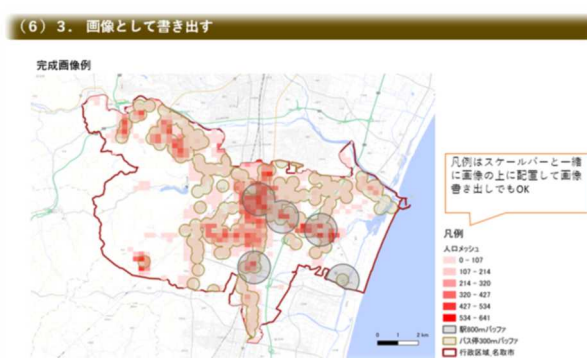 （6）3． 画像として書き出す
完成画像例
凡例はスケールバーと一緒
に画像の上に配置して画像
書き出しでもOK
凡例
人口メッシュ
0 - 107
107 - 214
214 - 320
320 - 427
427 - 534
534 - 641
駅800mバッファ
バス停300mバッファ
行政区域_名取市
0 1 2 km